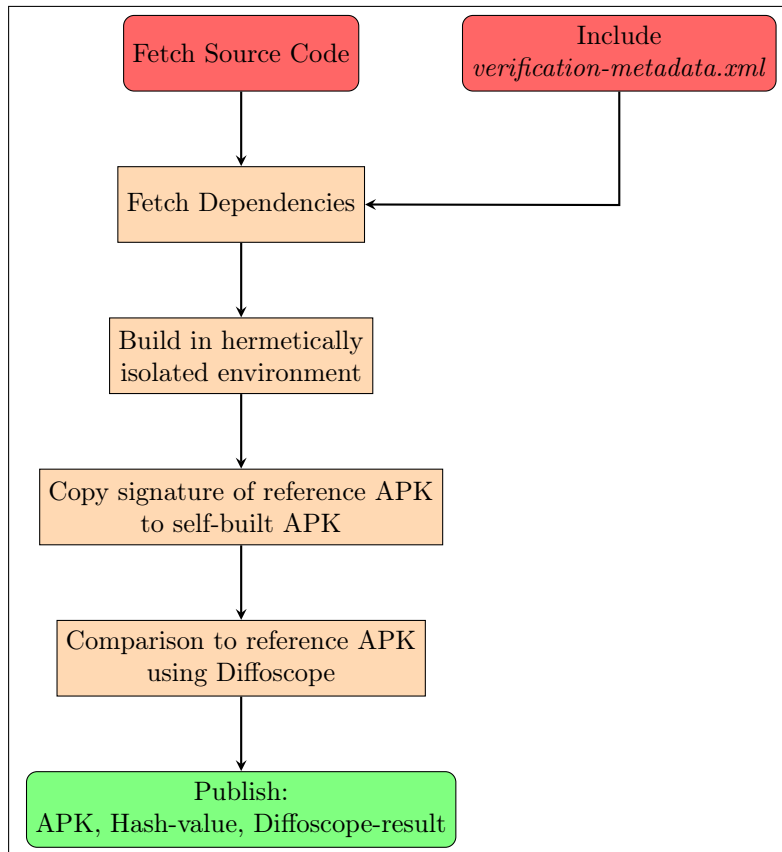 Fetch Source Code
Include
verification-metadata.xml
Fetch Dependencies
Build in hermetically
isolated environment
Copy signature of reference APK
to self-built APK
Comparison to reference APK
using Diffoscope
Publish:
APK, Hash-value, Diffoscope-result